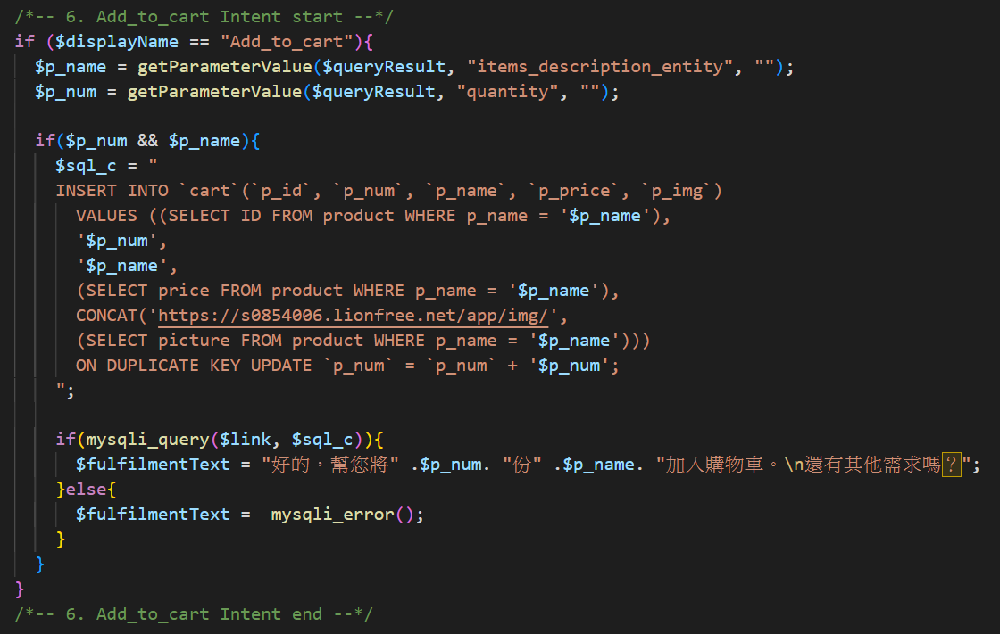 /*-- 6. Add_to_cart Intent start --*/
if ($displayName == "Add_to_cart"){
$p_name = getParameterValue($queryResult, "items_description_entity", "");
$p_num = getParameterValue($queryResult, "quantity", "");
if($p_num && $p_name){
$sql_c = "
INSERT INTO `cart`(`p_id`, `p_num`, `p_name`, `p_price`, `p_img`)
VALUES ((SELECT ID FROM product WHERE p_name = '$p_name'),
'$p_num',
'$p_name',
(SELECT price FROM product WHERE p_name = '$p_name'),
CONCAT('https://s0854006.lionfree.net/app/img/',
(SELECT picture FROM product WHERE p_name = '$p_name')))
ON DUPLICATE KEY UPDATE `p_num` = `p_num` + '$p_num';
";
if(mysqli_query($link, $sql_c)){
$fulfilmentText = "好的，幫您將" .$p_num. "份" .$p_name. "加入購物車。\n還有其他需求嗎？";
}else{
$fulfilmentText =  mysqli_error();
}
}
}
/*-- 6. Add_to_cart Intent end --*/